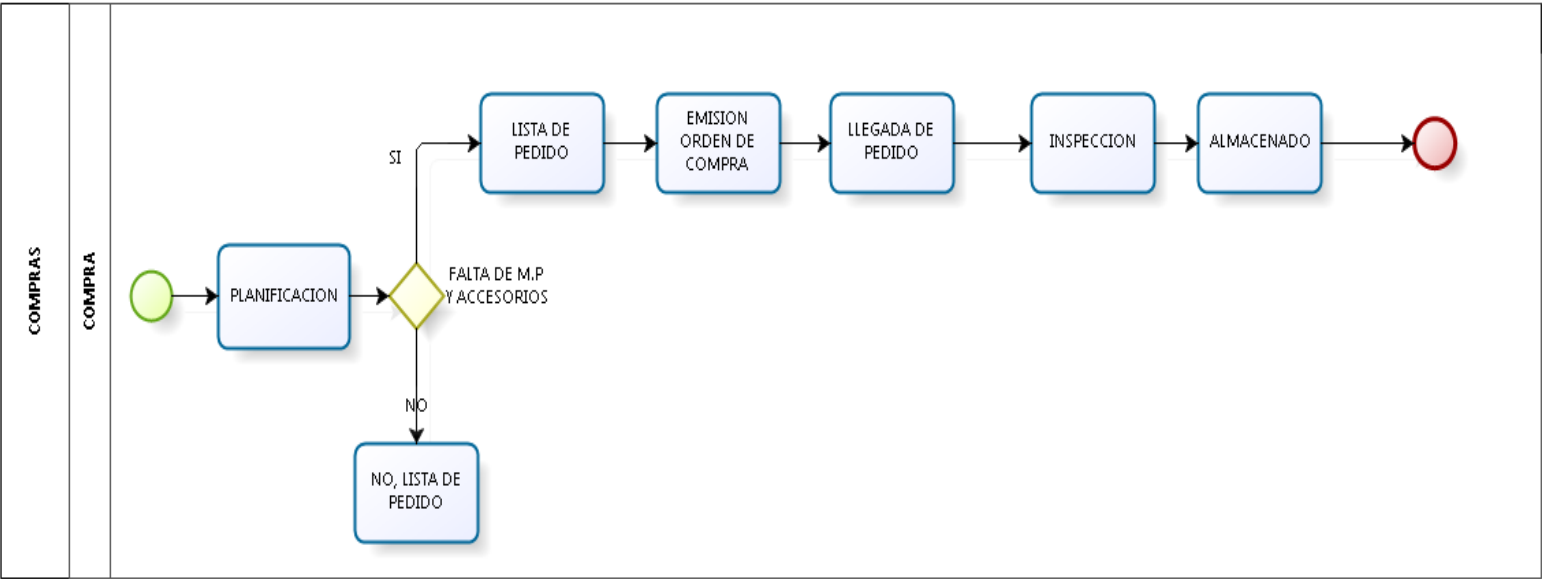 COMPRAS
COMPRA
PLANIFICACION
FALTA DE M.P
Y ACCESORIOS
SI
LISTA DE
PEDIDO
EMISION
ORDEN DE
COMPRA
LLEGADA DE
PEDIDO
INSPECCION
ALMACENADO
NO
NO, LISTA DE
PEDIDO